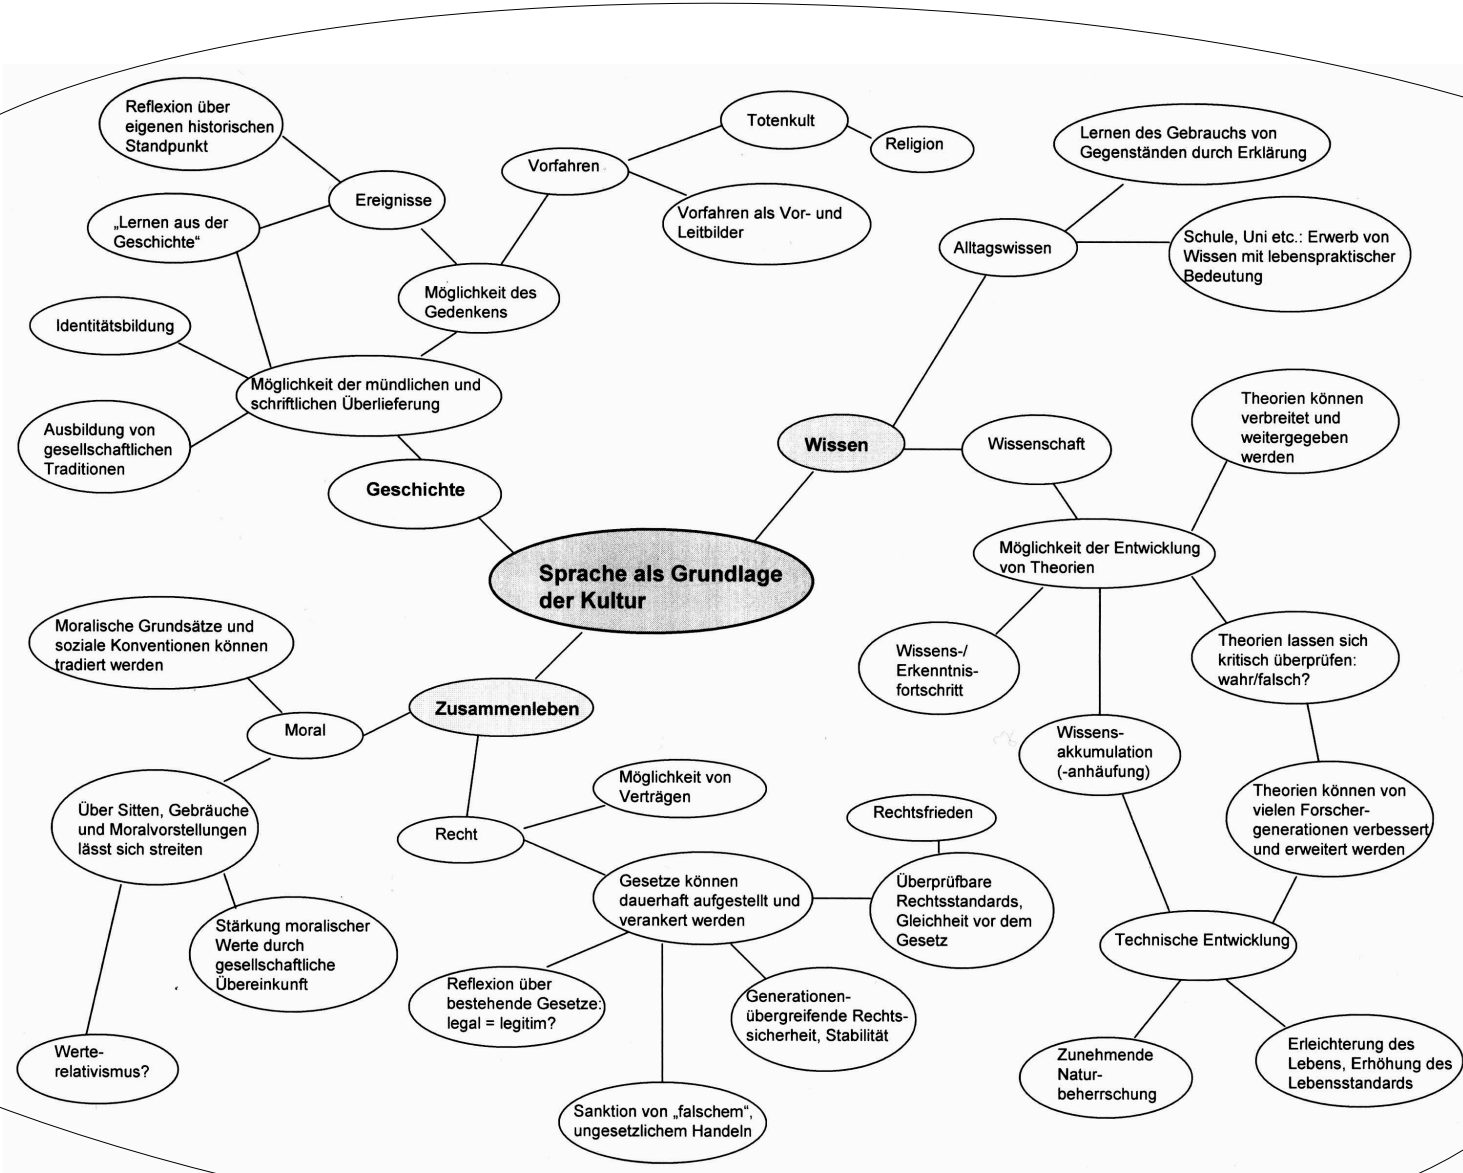 Reflexion über
eigenen historischen
Standpunkt
„Lernen aus der
Geschichte“
Ereignisse
Identitätsbildung
Ausbildung von
gesellschaftlichen
Traditionen
Möglichkeit der mündlichen und
schriftlichen Überlieferung
Möglichkeit des
Gedenkens
Vorfahren
Totenkult
Religion
Vorfahren als Vor- und
Leitbilder
Geschichte
Lernen des Gebrauchs von
Gegenständen durch Erklärung
Alltagswissen
Schule, Uni etc.: Erwerb von
Wissen mit lebenspraktischer
Bedeutung
Wissen
Wissenschaft
Theorien können
verbreitet und
weitergegeben
werden
Möglichkeit der Entwicklung
von Theorien
Sprache als Grundlage
der Kultur
Wissens-/
Erkenntnis-
fortschritt
Theorien lassen sich
kritisch überprüfen:
wahr/falsch?
Wissens-
akkumulation
(-anhäufung)
Theorien können von
vielen Forscher-
generationen verbessert
und erweitert werden
Technische Entwicklung
Zunehmende
Natur-
beherrschung
Erleichterung des
Lebens, Erhöhung des
Lebensstandards
Moralische Grundsätze und
soziale Konventionen können
tradiert werden
Zusammenleben
Moral
Über Sitten, Gebräuche
und Moralvorstellungen
lässt sich streiten
Stärkung moralischer
Werte durch
gesellschaftliche
Übereinkunft
Werte-
relativismus?
Recht
Möglichkeit von
Verträgen
Gesetze können
dauerhaft aufgestellt und
verankert werden
Rechtsfrieden
Überprüfbare
Rechtsstandards,
Gleichheit vor dem
Gesetz
Reflexion über
bestehende Gesetze:
legal = legitim?
Generationen-
übergreifende Rechts-
sicherheit, Stabilität
Sanktion von „falschem“,
ungesetzlichem Handeln